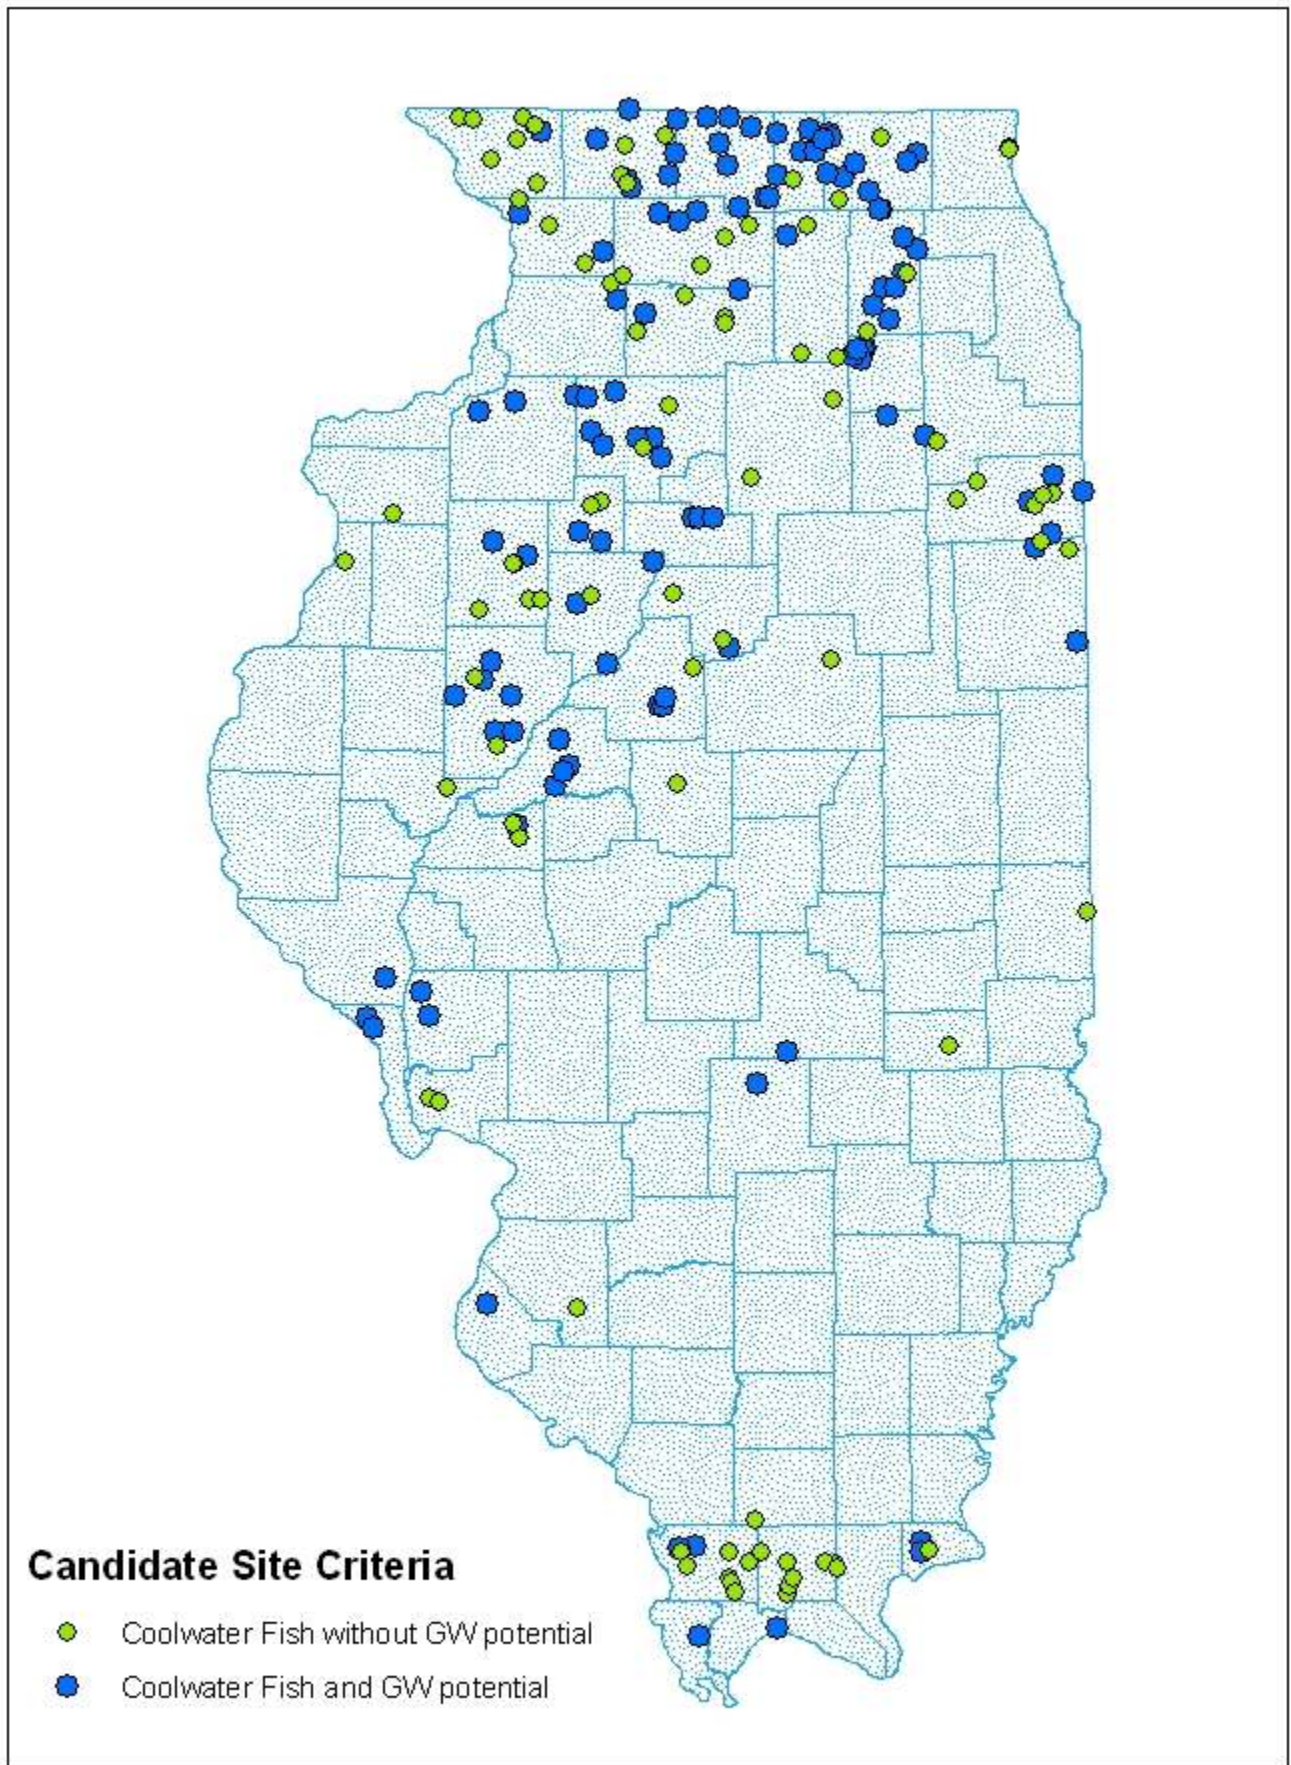 Candidate Site Criteria
Coolwater Fish without GW potential
Coolwater Fish and GW potential